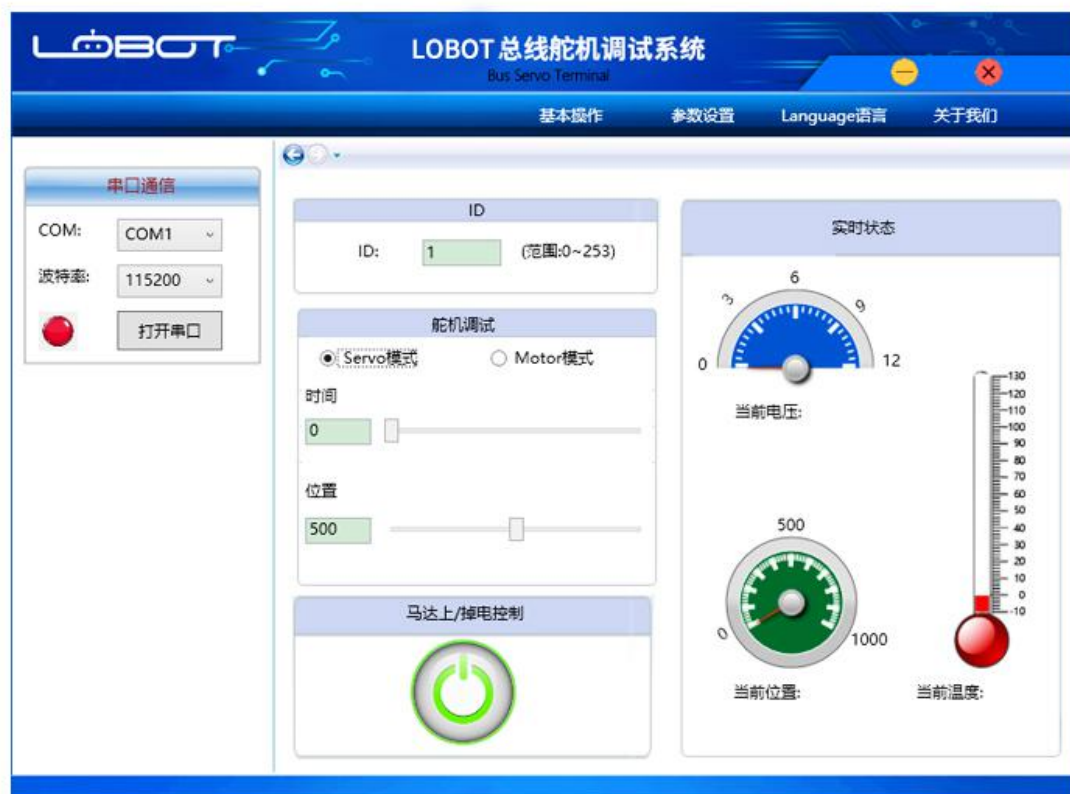 LOBOT
LOBOT总线舵机调试系统
Bus Servo Terminal
基本操作 参数设置 Language语言 关于我们
串口通信
COM: COM1
波特率: 115200
打开串口
ID
ID: 1 (范围:0~253)
舵机调试
Servo模式 Motor模式
时间
0
位置
500
马达上/掉电控制
实时状态
0
3
6
9
12
当前电压:
0
500
1000
当前位置:
130
120
110
100
90
80
70
60
50
40
30
20
10
0
-10
当前温度: